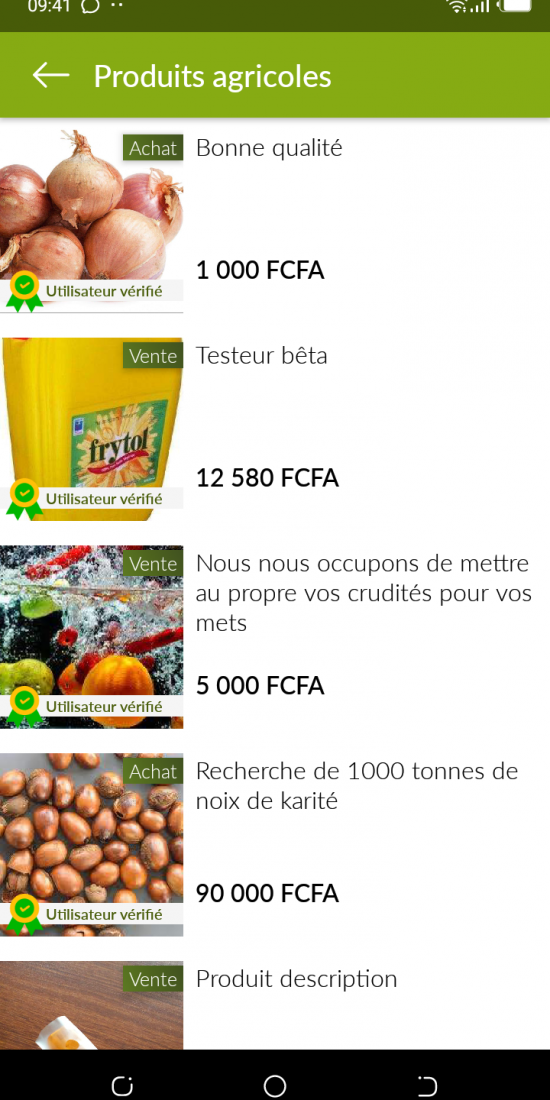 09:41
Produits agricoles
Achat
Bonne qualité
1 000 FCFA
Utilisateur vérifié
Vente
Testeur bêta
frytol
12 580 FCFA
Utilisateur vérifié
Vente
Nous nous occupons de mettre
au propre vos crudités pour vos
mets
5 000 FCFA
Utilisateur vérifié
Achat
Recherche de 1000 tonnes de
noix de karité
90 000 FCFA
Utilisateur vérifié
Vente
Produit description